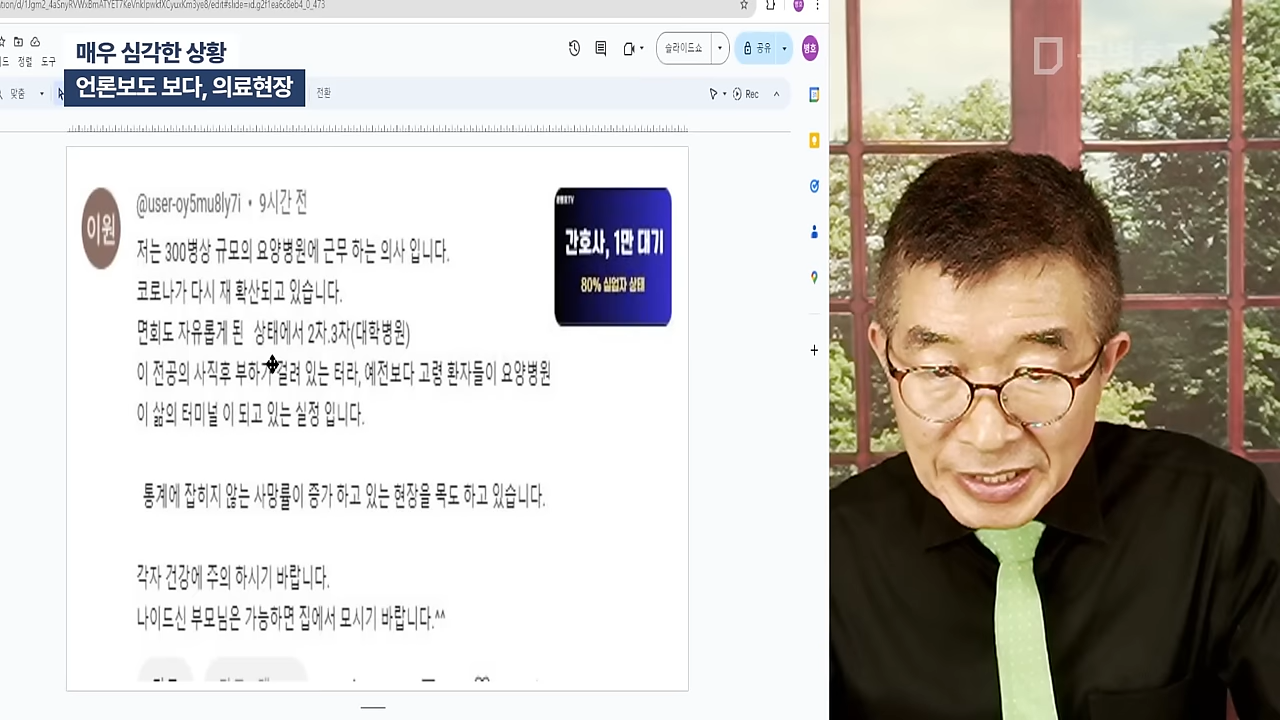 매우 심각한 상황
언론보도 보다, 의료현장
정렬 도구
맞춤
전환
슬라이드쇼
공유
병호
Rec
이원
@user-oy5mu8ly7i • 9시간 전
저는 300병상 규모의 요양병원에 근무 하는 의사 입니다.
코로나가 다시 재 확산되고 있습니다.
면회도 자유롭게 된 상태에서 2차.3차(대학병원)
이 전공의 사직후 부하가 걸려 있는 터라, 예전보다 고령 환자들이 요양병원
이 삶의 터미널 이 되고 있는 실정 입니다.
통계에 잡히지 않는 사망률이 증가 하고 있는 현장을 목도 하고 있습니다.
각자 건강에 주의 하시기 바랍니다.
나이드신 부모님은 가능하면 집에서 모시기 바랍니다.^^
간호사, 1만 대기
80% 실업자 상태